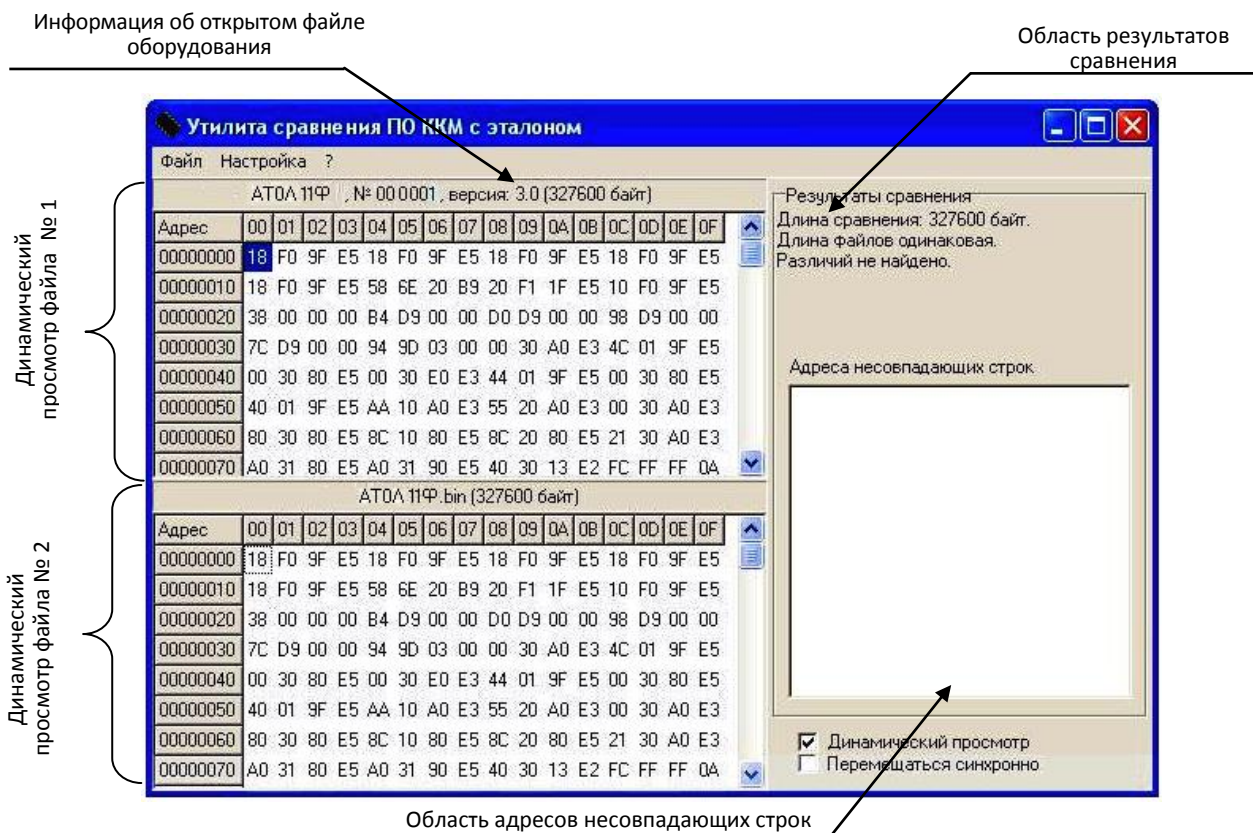 Информация об открытом файле
оборудования
Область результатов
сравнения
Утилита сравнения ПО ККМ с эталоном
Файл Настройка ?
АТОЛ 11Ф , № 000001, версия: 3.0 (327600 байт)
Адрес 00 01 02 03 04 05 06 07 08 09 0A 0B 0C 0D 0E 0F
00000000 18 F0 9F E5 18 F0 9F E5 18 F0 9F E5 18 F0 9F E5
00000010 18 F0 9F E5 58 6E 20 B9 20 F1 1F E5 10 F0 9F E5
00000020 38 00 00 00 B4 D9 00 00 D0 D9 00 00 98 D9 00 00
00000030 7C D9 00 00 94 9D 03 00 00 30 A0 E3 4C 01 9F E5
00000040 00 30 80 E5 00 30 E0 E3 44 01 9F E5 00 30 80 E5
00000050 40 01 9F E5 AA 10 A0 E3 55 20 A0 E3 00 30 A0 E3
00000060 80 30 80 E5 8C 10 80 E5 8C 20 80 E5 21 30 A0 E3
00000070 A0 31 80 E5 A0 31 90 E5 40 30 13 E2 FC FF FF 0A
АТОЛ 11Ф.bin (327600 байт)
Адрес 00 01 02 03 04 05 06 07 08 09 0A 0B 0C 0D 0E 0F
00000000 18 F0 9F E5 18 F0 9F E5 18 F0 9F E5 18 F0 9F E5
00000010 18 F0 9F E5 58 6E 20 B9 20 F1 1F E5 10 F0 9F E5
00000020 38 00 00 00 B4 D9 00 00 D0 D9 00 00 98 D9 00 00
00000030 7C D9 00 00 94 9D 03 00 00 30 A0 E3 4C 01 9F E5
00000040 00 30 80 E5 00 30 E0 E3 44 01 9F E5 00 30 80 E5
00000050 40 01 9F E5 AA 10 A0 E3 55 20 A0 E3 00 30 A0 E3
00000060 80 30 80 E5 8C 10 80 E5 8C 20 80 E5 21 30 A0 E3
00000070 A0 31 80 E5 A0 31 90 E5 40 30 13 E2 FC FF FF 0A
Результаты сравнения
Длина сравнения: 327600 байт.
Длина файлов одинаковая.
Различий не найдено.
Адреса несовпадающих строк
Динамический просмотр
Перемещаться синхронно
Динамический
просмотр файла № 1
Динамический
просмотр файла № 2
Область адресов несовпадающих строк